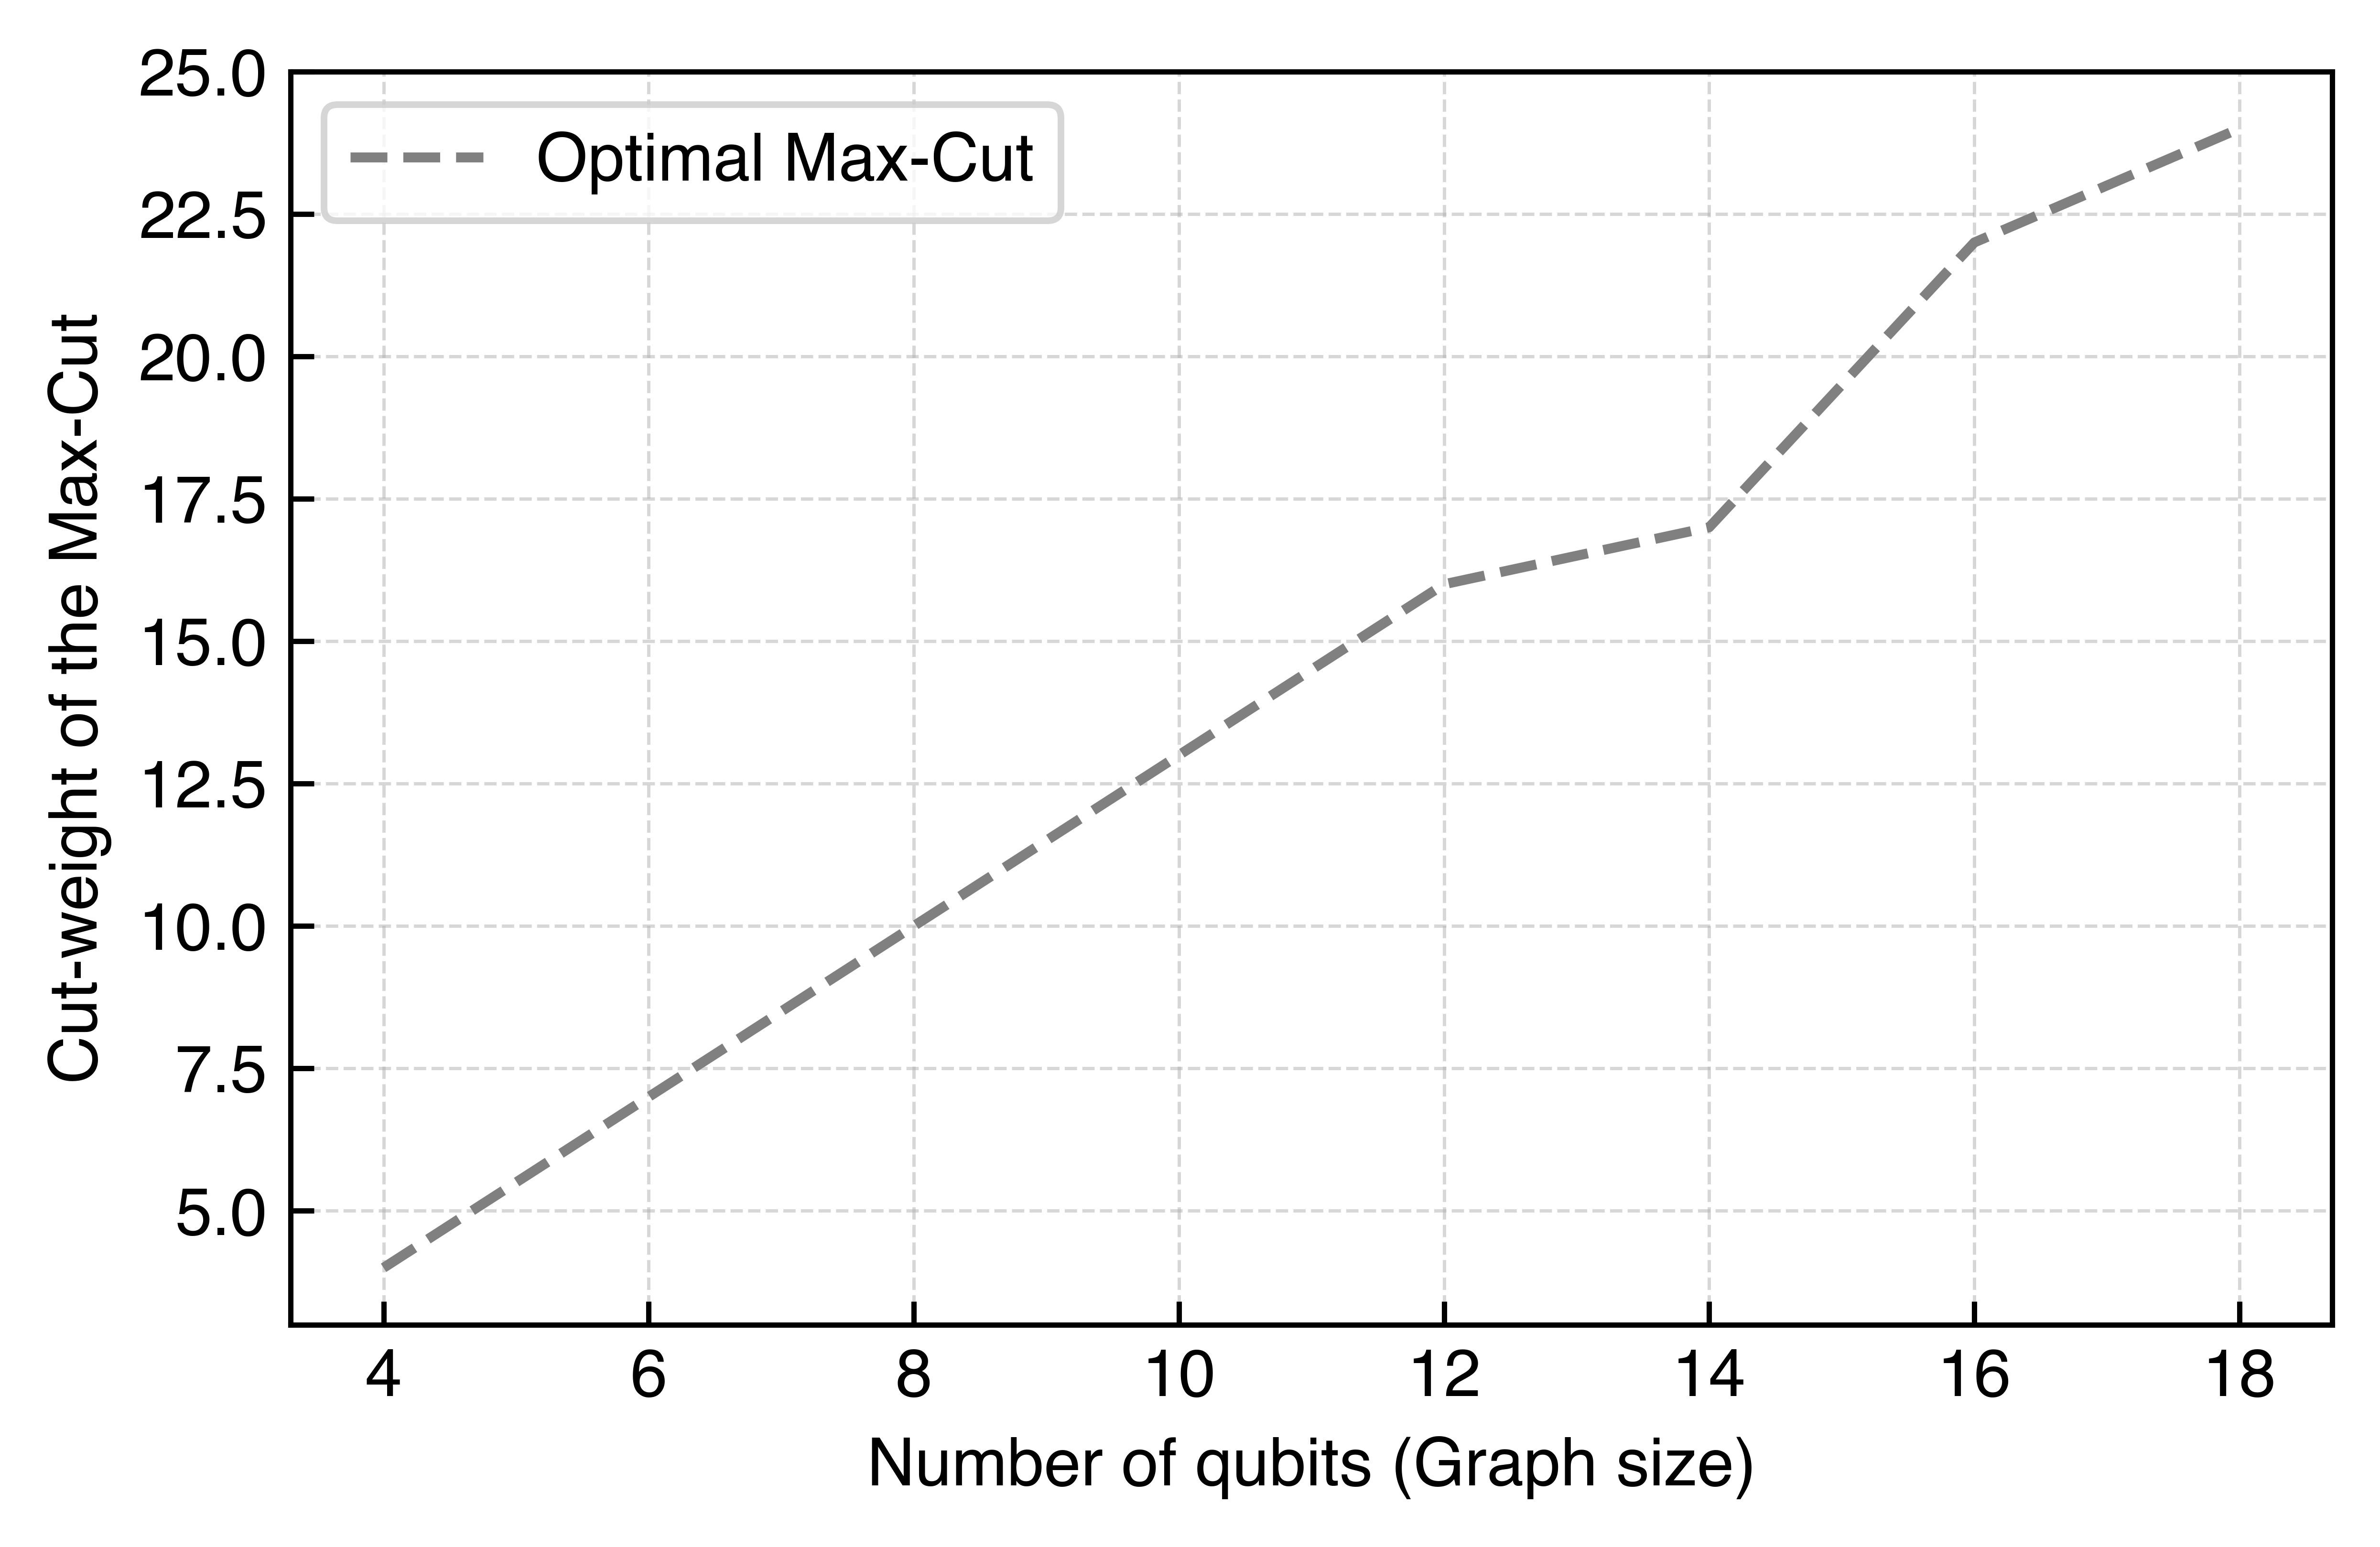 25.0
22.5
20.0
17.5
15.0
12.5
10.0
7.5
5.0
Cut-weight of the Max-Cut
Optimal Max-Cut
4 6 8 10 12 14 16 18
Number of qubits (Graph size)